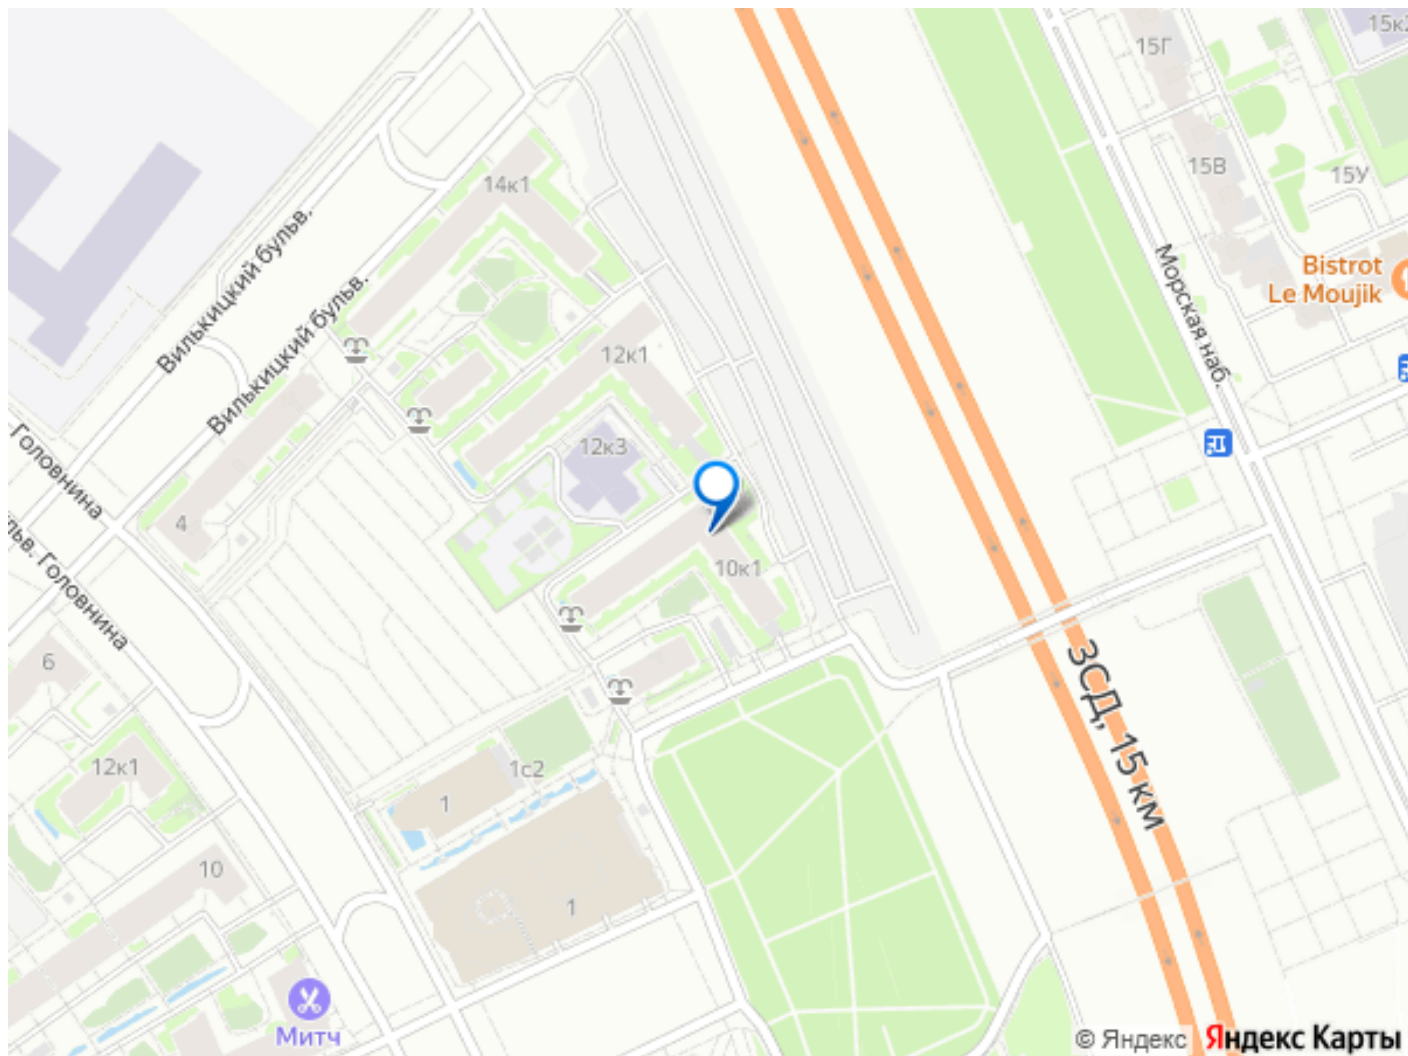 15к2
15Г
15В
15У
14к1
Вилькицкий бульв.
Bistrot
Le Moujik
Морская наб.
Вилькицкий бульв.
12к1
Головнина
12к3
4
10к1
льв. Головнина
6
ЗСД, 15 км
12к1
1с2
1
10
1
Митч
© Яндекс Яндекс Карты